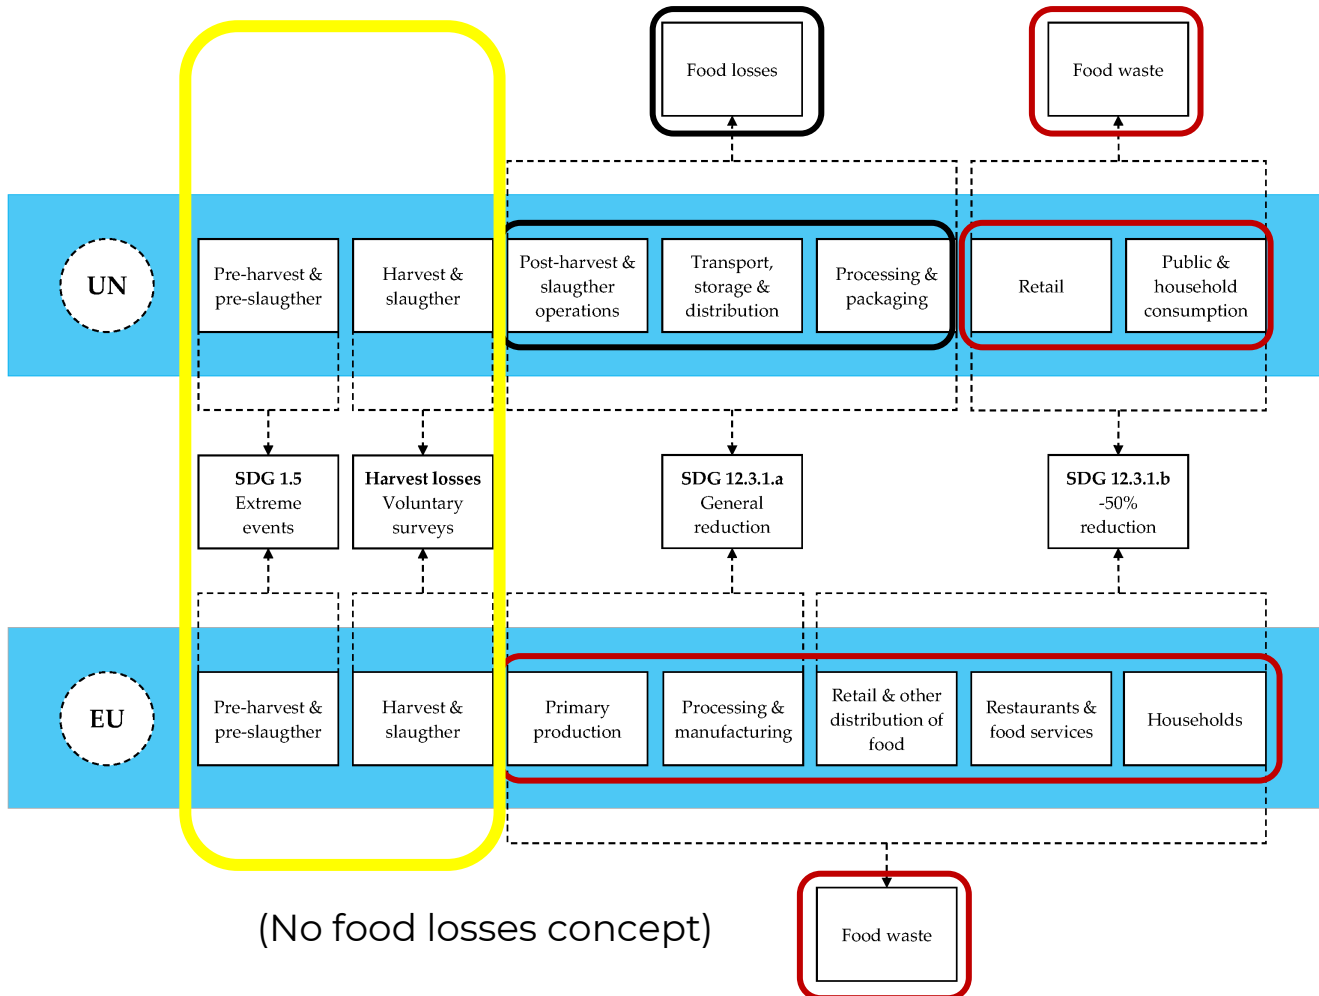 Food losses
Food waste
UN
Pre-harvest &
pre-slaugther
Harvest &
slaugther
Post-harvest &
slaugther
operations
Transport,
storage &
distribution
Processing &
packaging
Retail
Public &
household
consumption
SDG 1.5
Extreme
events
Harvest losses
Voluntary
surveys
SDG 12.3.1.a
General
reduction
SDG 12.3.1.b
-50%
reduction
EU
Pre-harvest &
pre-slaugther
Harvest &
slaugther
Primary
production
Processing &
manufacturing
Retail & other
distribution of
food
Restaurants &
food services
Households
(No food losses concept)
Food waste